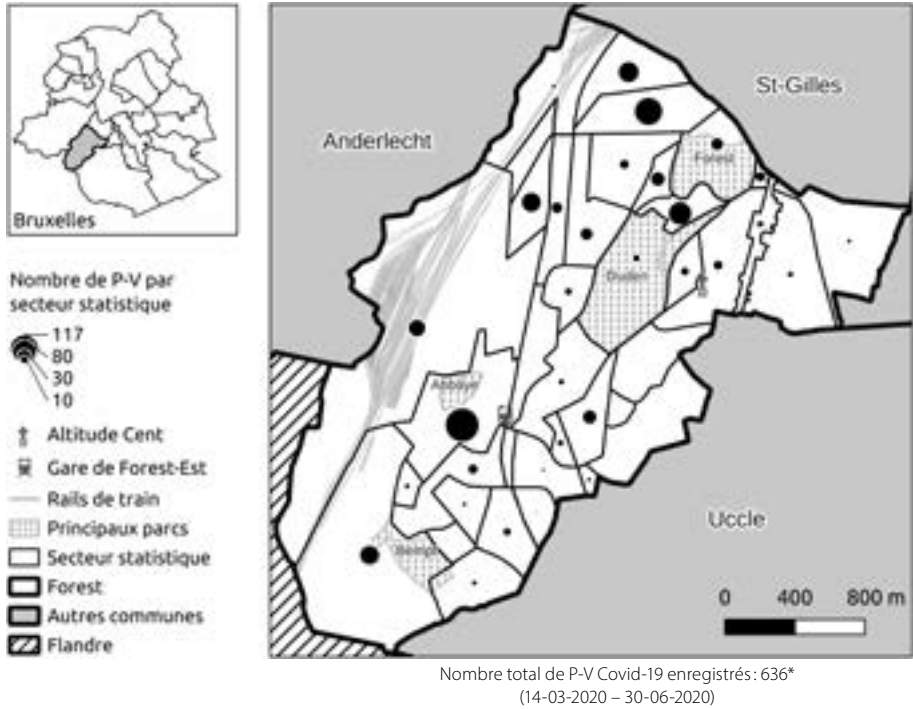 Bruxelles
Nombre de P-V par
secteur statistique
117
80
30
10
Altitude Cent
Gare de Forest-Est
Rails de train
Principaux parcs
Secteur statistique
Forest
Autres communes
Flandre
Anderlecht
St-Gilles
Forest
Duden
Abbaye
Bempt
Uccle
0 400 800 m
Nombre total de P-V Covid-19 enregistrés : 636*
(14-03-2020 – 30-06-2020)